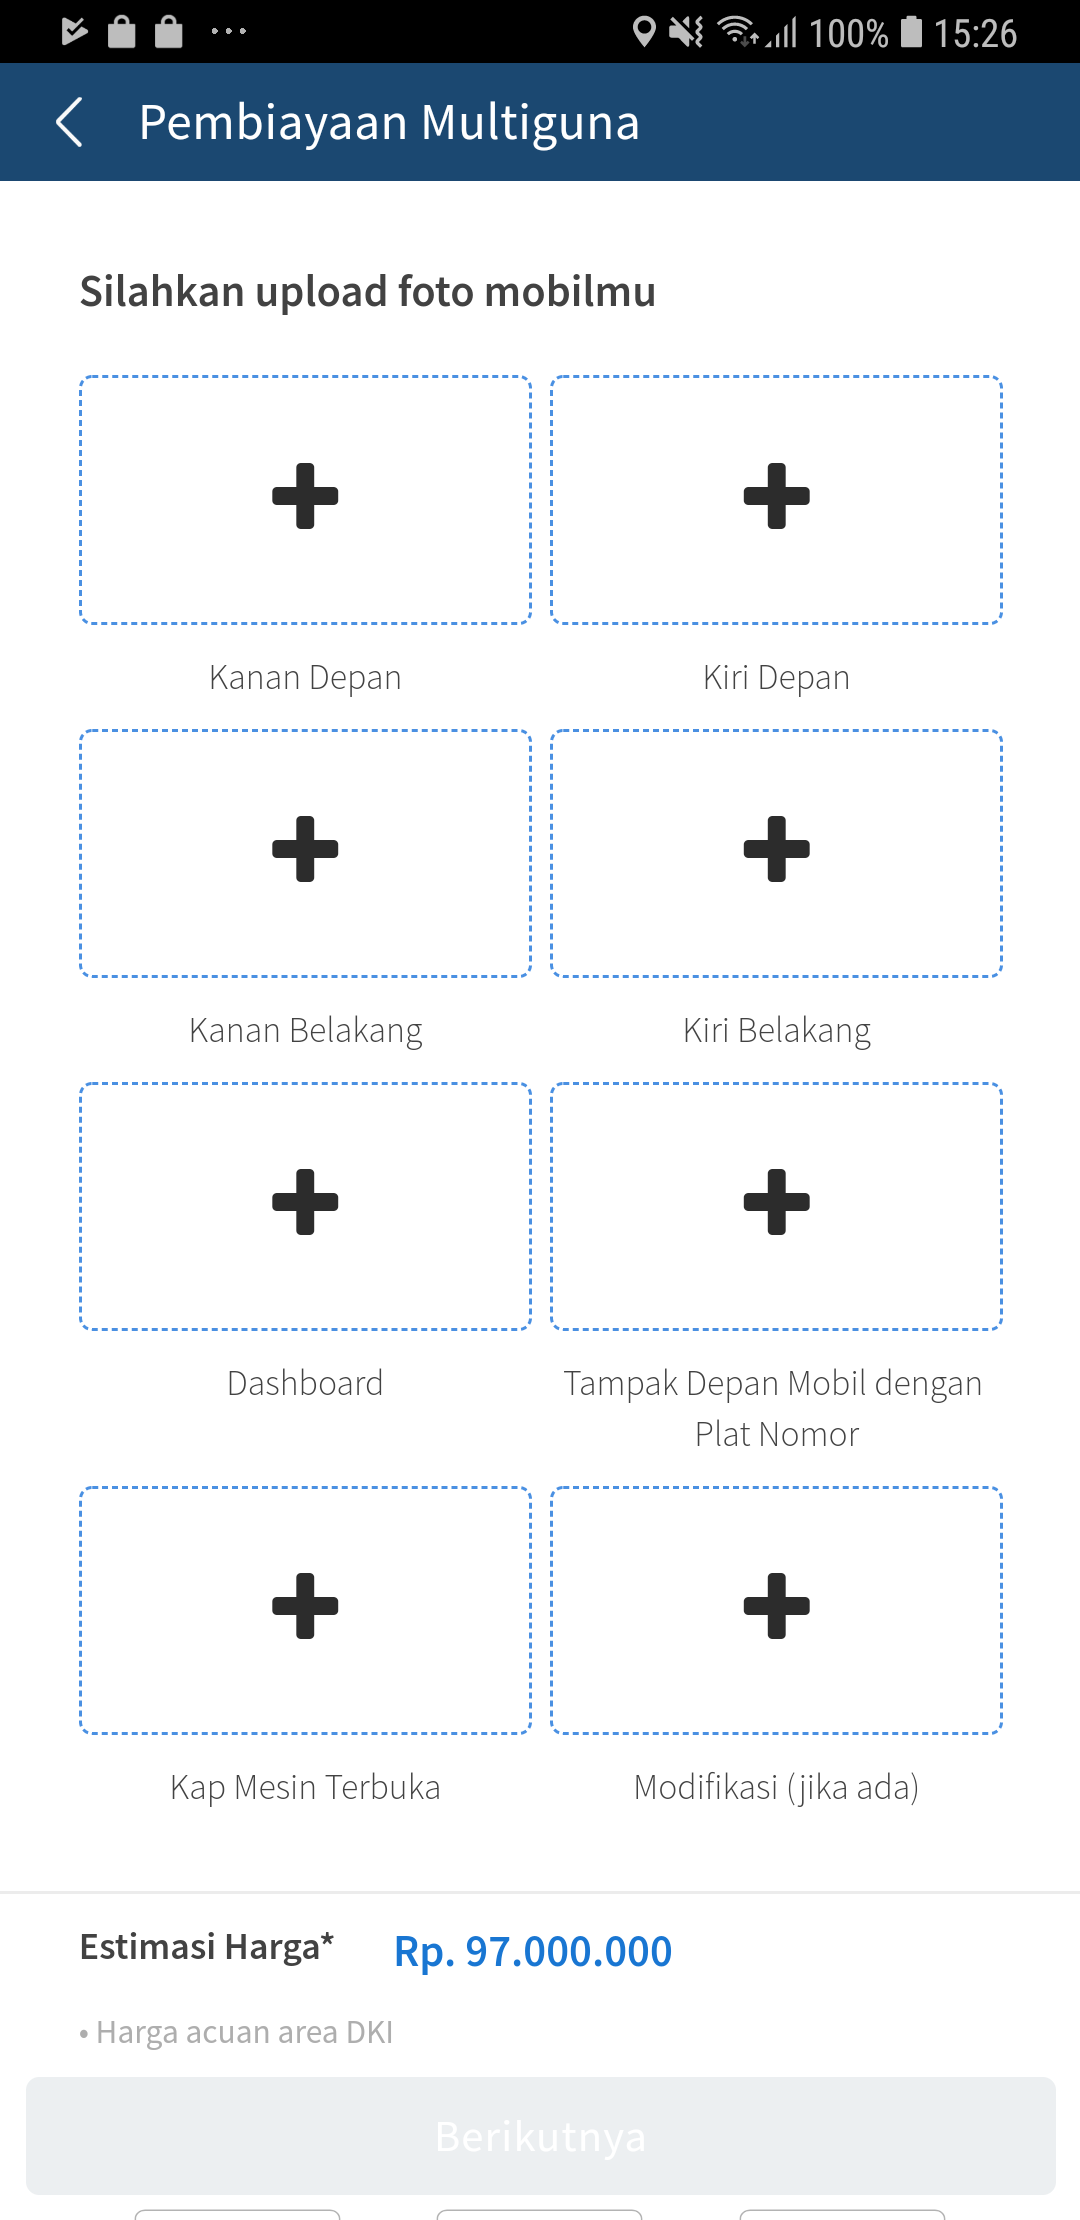 100% 15:26
Pembiayaan Multiguna
Silahkan upload foto mobilmu
Kanan Depan
Kiri Depan
Kanan Belakang
Kiri Belakang
Dashboard
Tampak Depan Mobil dengan
Plat Nomor
Kap Mesin Terbuka
Modifikasi (jika ada)
Estimasi Harga* Rp. 97.000.000
• Harga acuan area DKI
Berikutnya